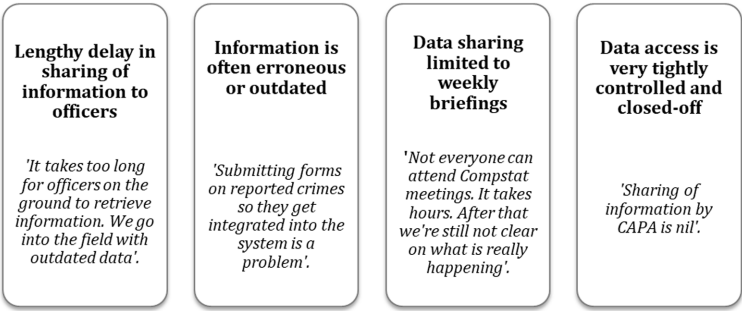 Lengthy delay in
sharing of
information to
officers
'It takes too long
for officers on the
ground to retrieve
information. We go
into the field with
outdated data'.
Information is
often erroneous
or outdated
'Submitting forms
on reported crimes
so they get
integrated into the
system is a
problem'.
Data sharing
limited to
weekly
briefings
'Not everyone can
attend Compstat
meetings. It takes
hours. After that
we're still not clear
on what is really
happening'.
Data access is
very tightly
controlled and
closed-off
'Sharing of
information by
CAPA is nil'.